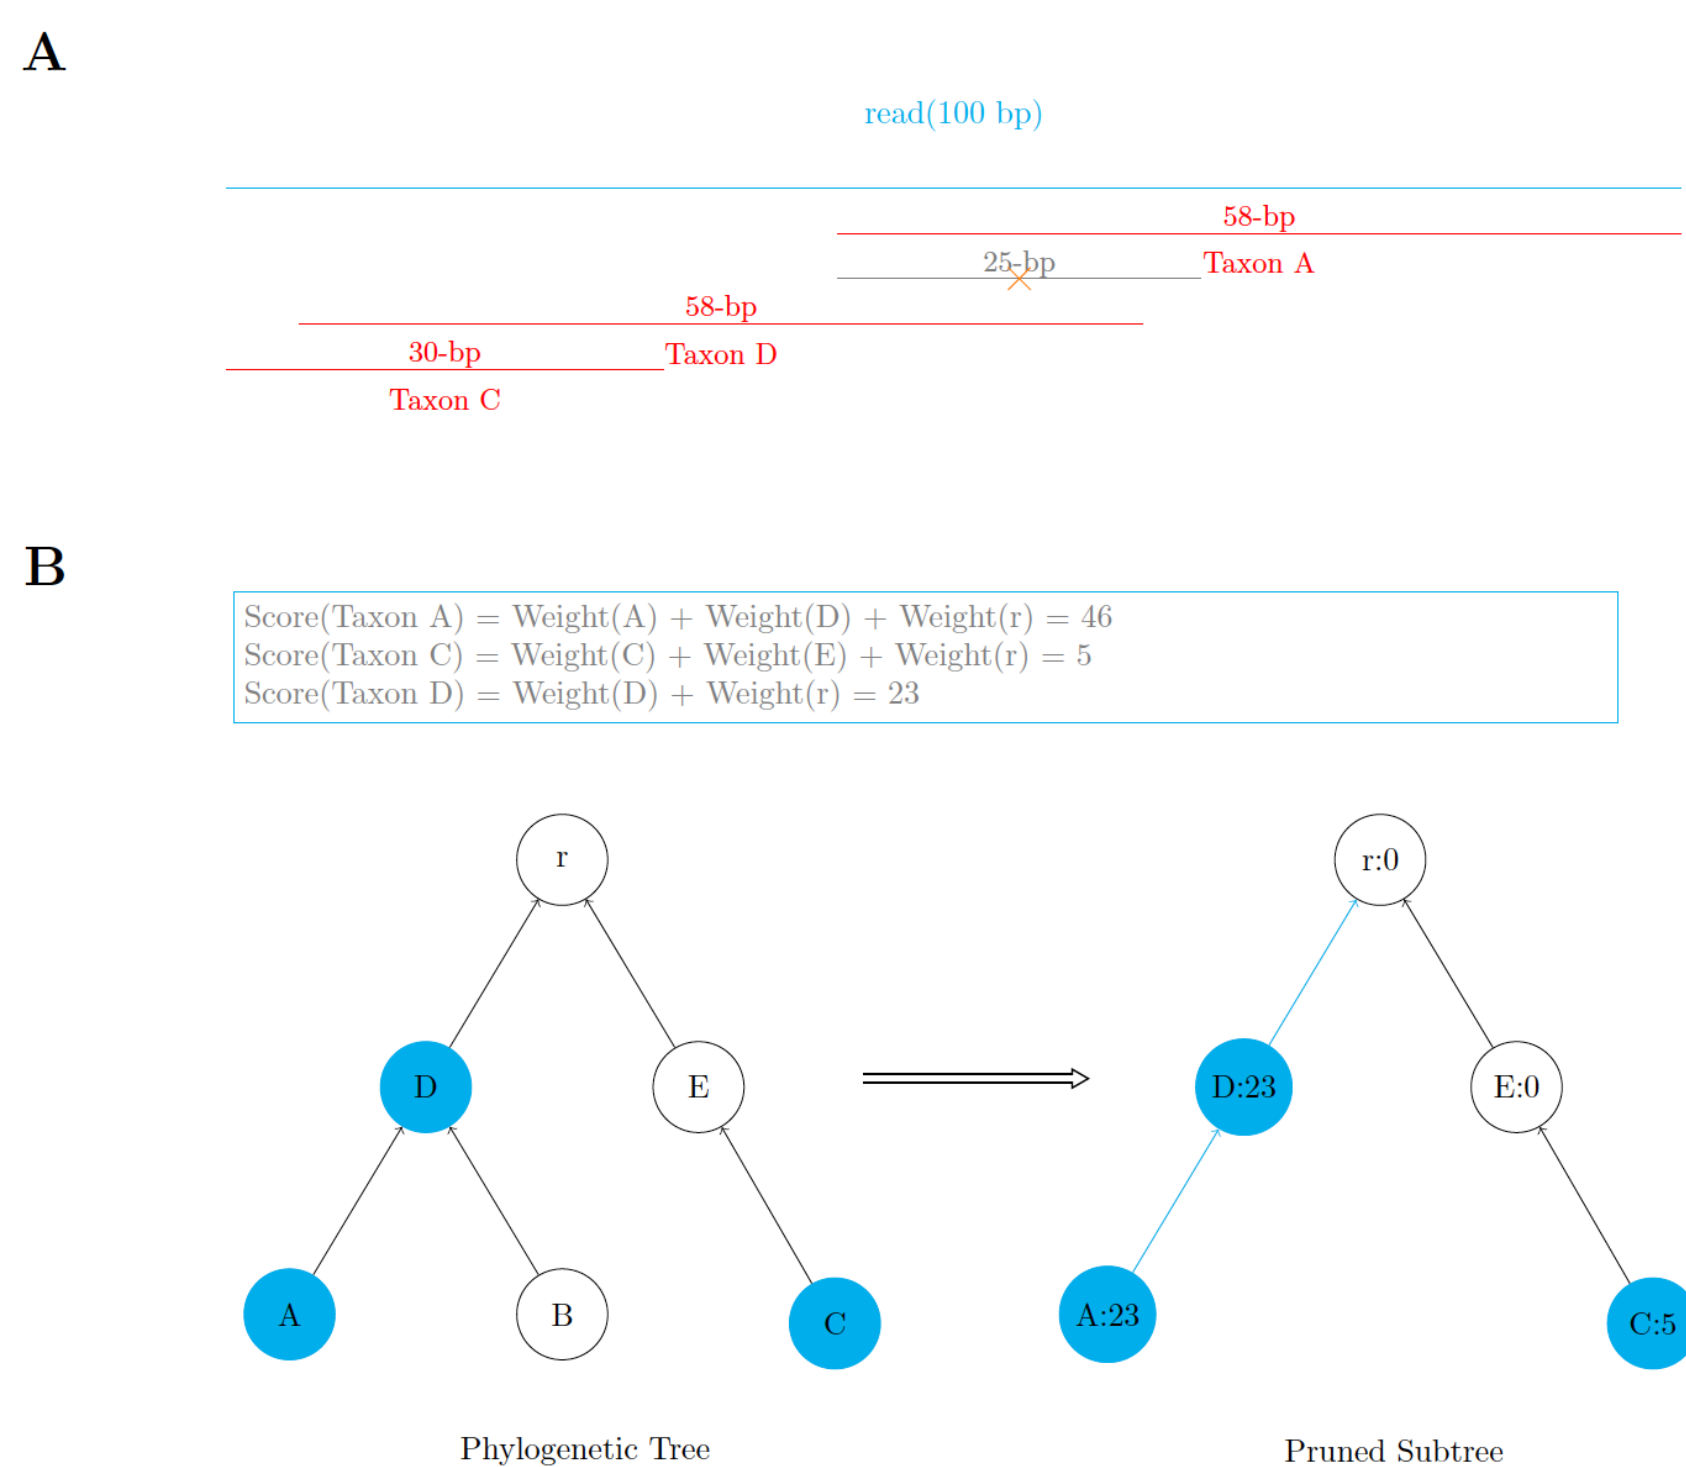 A
read(100 bp)
58-bp
25-bp
Taxon A
58-bp
30-bp
Taxon D
Taxon C
B
Score(Taxon A) = Weight(A) + Weight(D) + Weight(r) = 46
Score(Taxon C) = Weight(C) + Weight(E) + Weight(r) = 5
Score(Taxon D) = Weight(D) + Weight(r) = 23
r
r:0
D
E
D:23
E:0
A
B
C
A:23
C:5
Phylogenetic Tree
Pruned Subtree